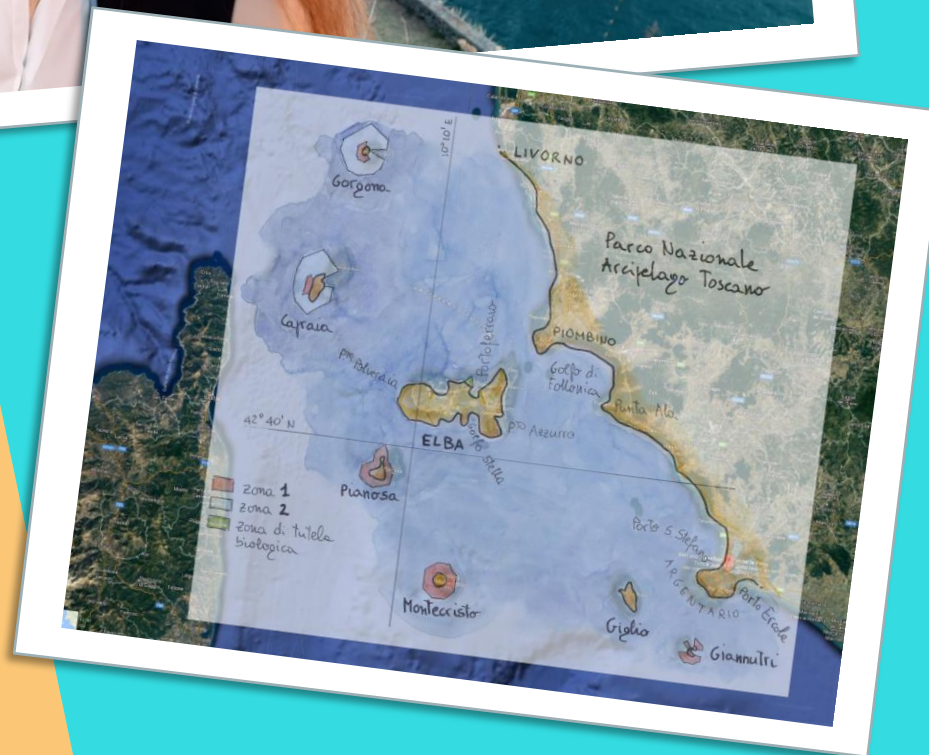 10°10' E
LIVORNO
Gorgona
Parco Nazionale
Arcipelago Toscano
Capraia
Portoferraio
PIOMBINO
Golfo di
Follonica
Punta Ala
42° 40' N
ELBA
Golfo Stella
Pto Azzurro
Pianosa
zona 1
zona 2
zona di tutela
biologica
Porto S. Stefano
ARGENTARIO
Porto Ercole
Montecristo
Giglio
Giannutri